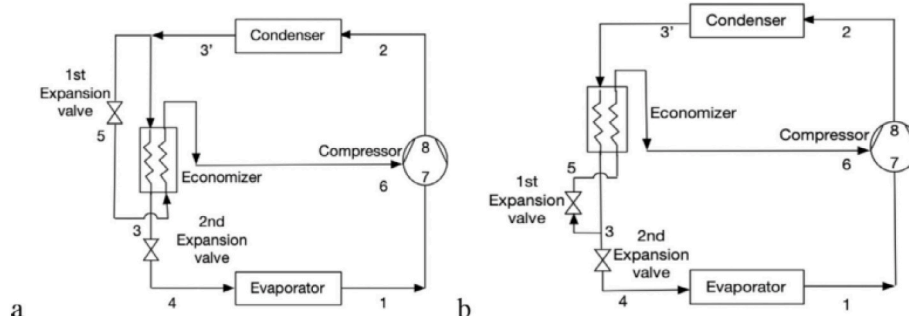 3'
Condenser
2
1st
Expansion
valve
5
Economizer
Compressor
8
7
6
3
2nd
Expansion
valve
4
Evaporator
1
a
3'
Condenser
2
Economizer
Compressor
8
7
6
5
1st
Expansion
valve
3
2nd
Expansion
valve
4
Evaporator
1
b